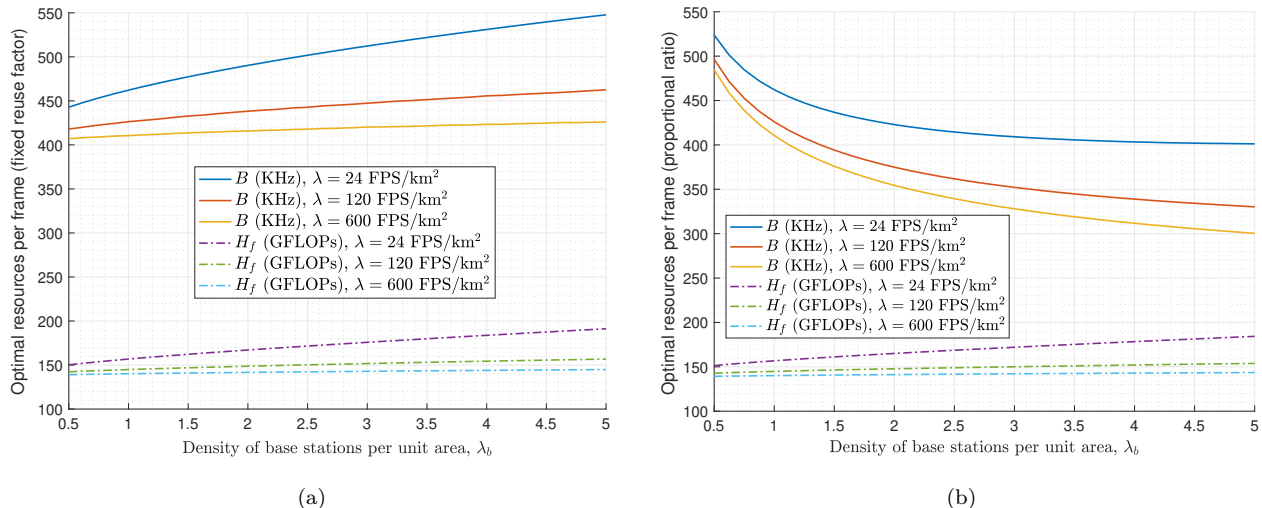 Optimal resources per frame (fixed reuse factor)
550
500
450
400
350
300
250
200
150
100
0.5
1
1.5
2
2.5
3
3.5
4
4.5
5
Density of base stations per unit area, λ_b
B (KHz), λ = 24 FPS/km²
B (KHz), λ = 120 FPS/km²
B (KHz), λ = 600 FPS/km²
H_f (GFLOPs), λ = 24 FPS/km²
H_f (GFLOPs), λ = 120 FPS/km²
H_f (GFLOPs), λ = 600 FPS/km²
(a)
Optimal resources per frame (proportional ratio)
550
500
450
400
350
300
250
200
150
100
0.5
1
1.5
2
2.5
3
3.5
4
4.5
5
Density of base stations per unit area, λ_b
B (KHz), λ = 24 FPS/km²
B (KHz), λ = 120 FPS/km²
B (KHz), λ = 600 FPS/km²
H_f (GFLOPs), λ = 24 FPS/km²
H_f (GFLOPs), λ = 120 FPS/km²
H_f (GFLOPs), λ = 600 FPS/km²
(b)